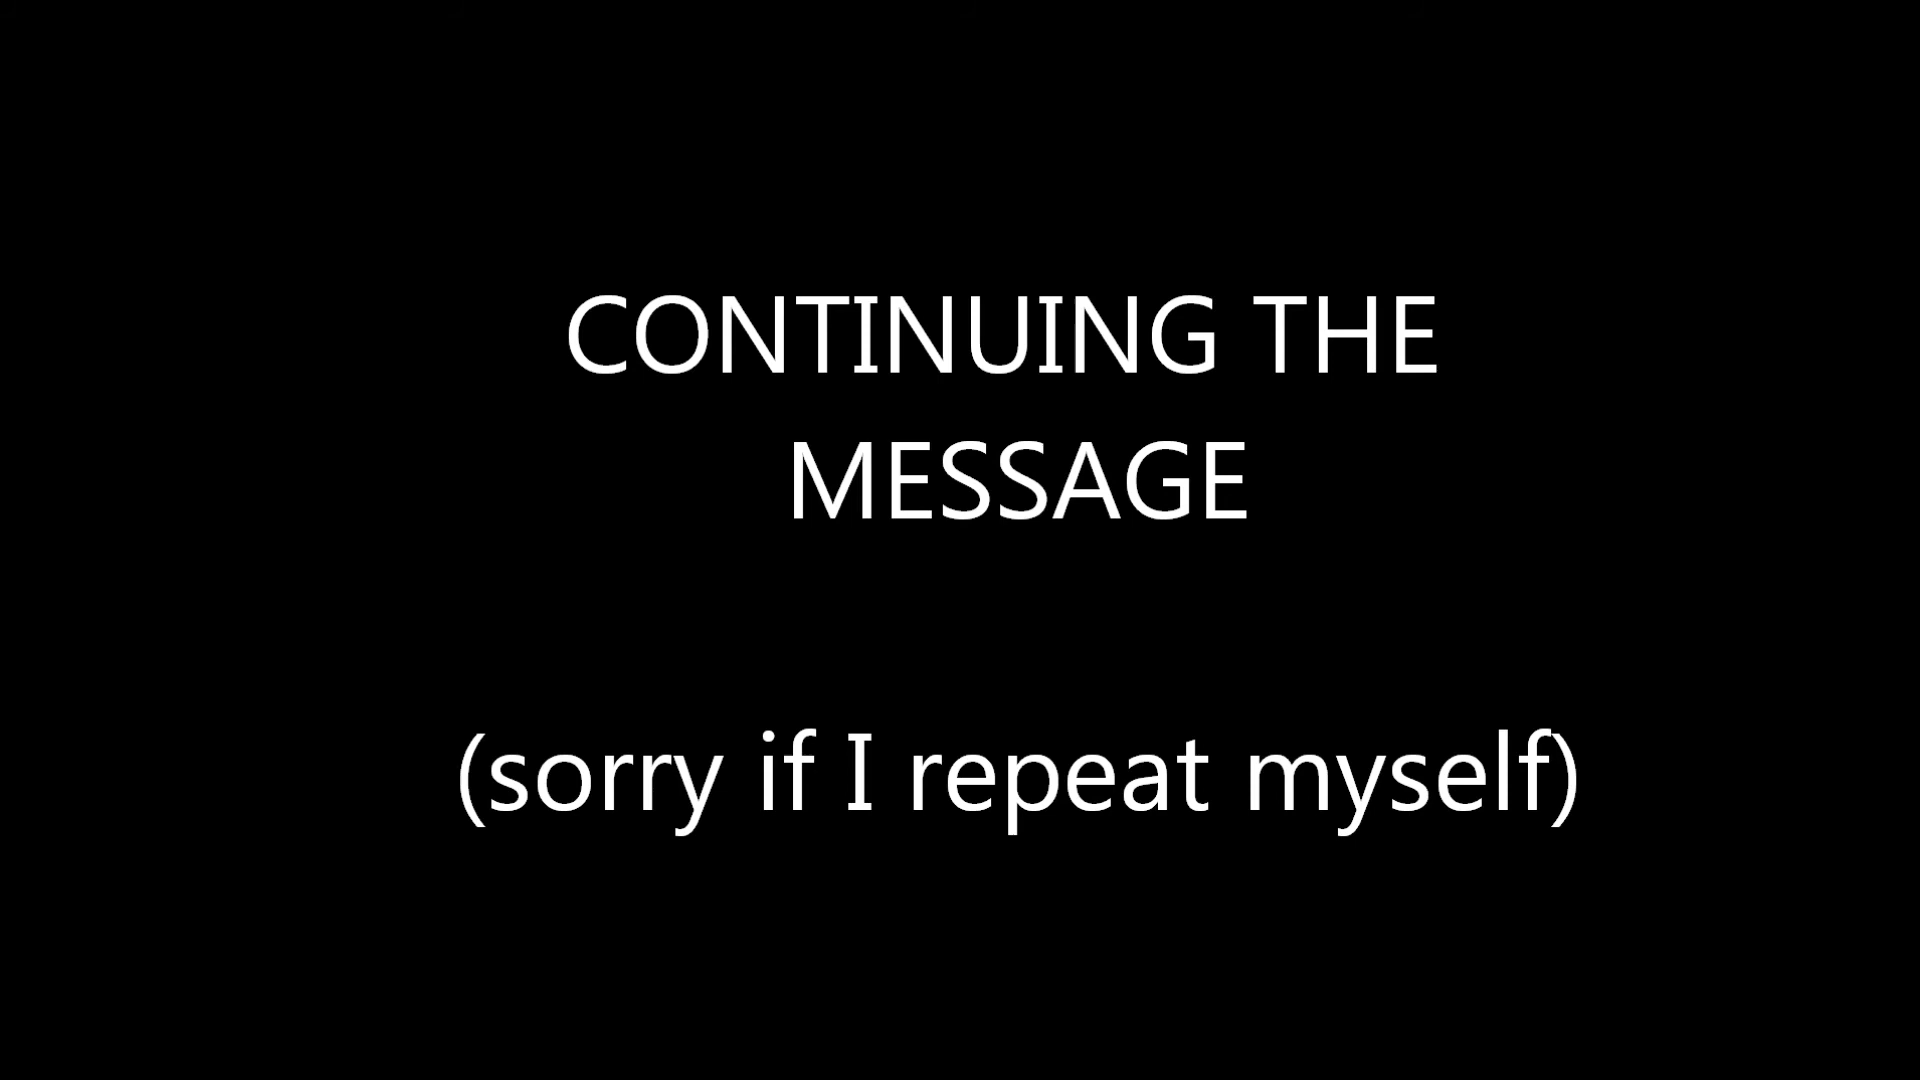 CONTINUING THE
MESSAGE
(sorry if I repeat myself)